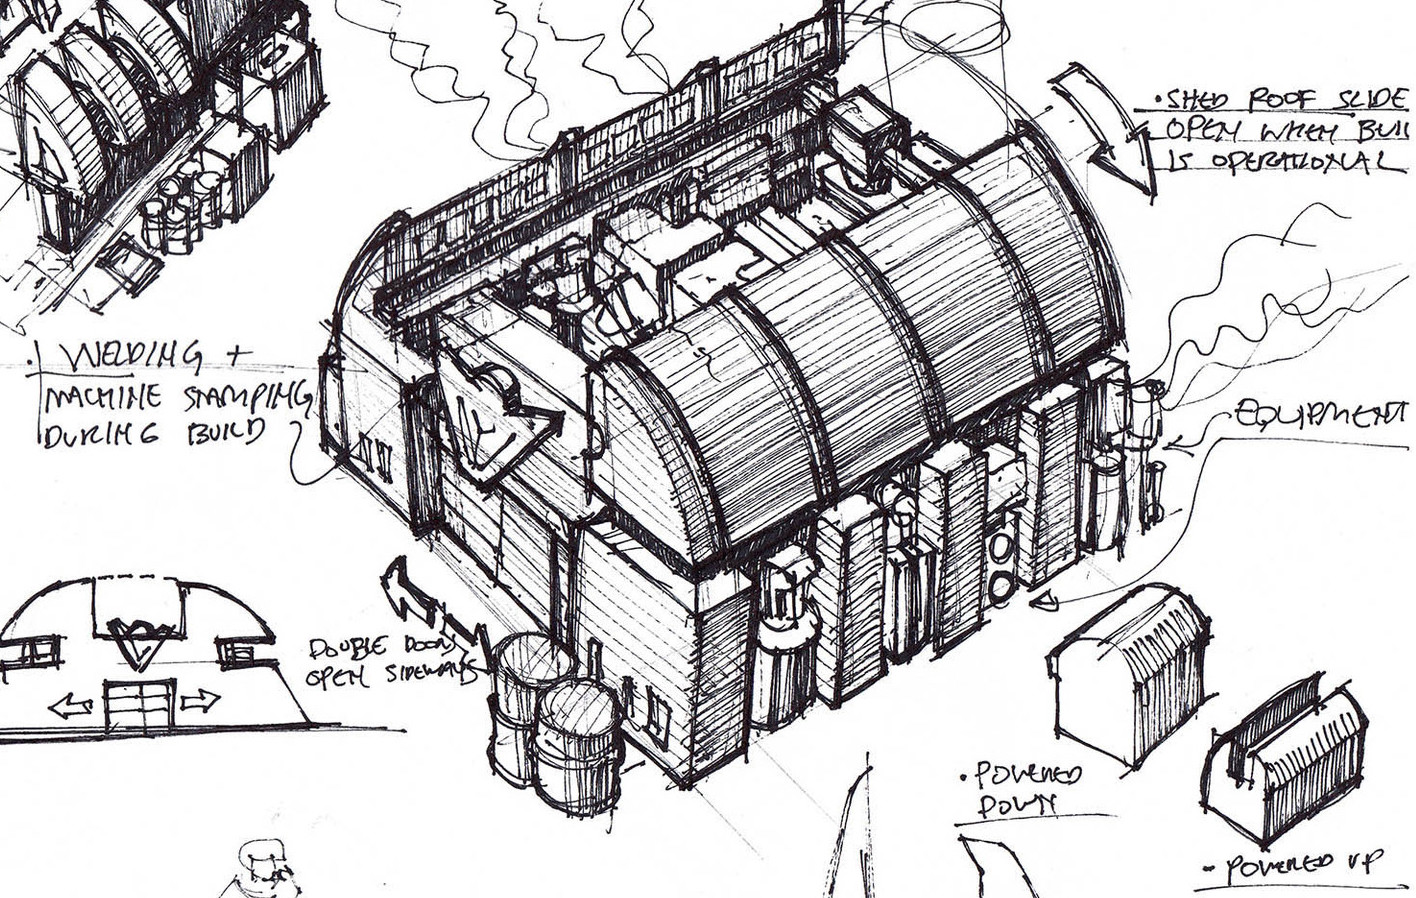 • SHED ROOF SLIDE
OPEN WHEN BUI
IS OPERATIONAL
• WELDING +
MACHINE STAMPING
DURING BUILD
EQUIPMENT
DOUBLE DOORS
OPEN SIDEWAYS
• POWERED
DOWN
- POWERED UP